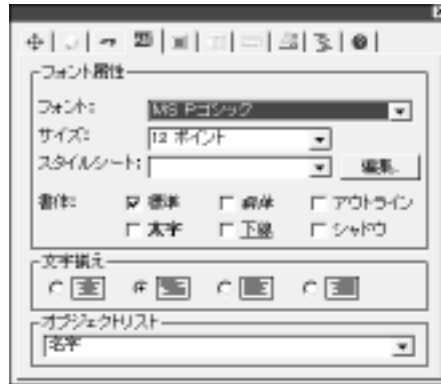 フォント属性
フォント: MS Pゴシック
サイズ: 12 ポイント
スタイルシート: 編集..
書体: 標準 斜体 アウトライン
太字 下線 シャドウ
文字揃え
オブジェクトリスト
名字